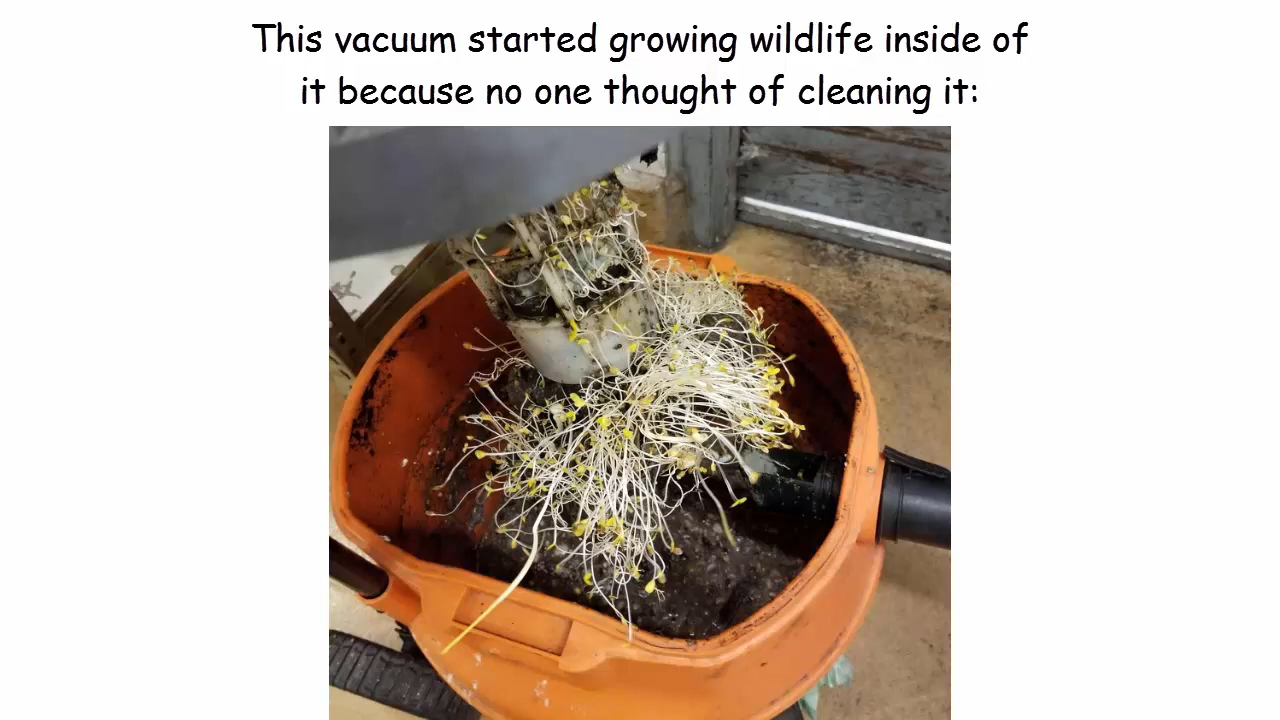 This vacuum started growing wildlife inside of
it because no one thought of cleaning it: